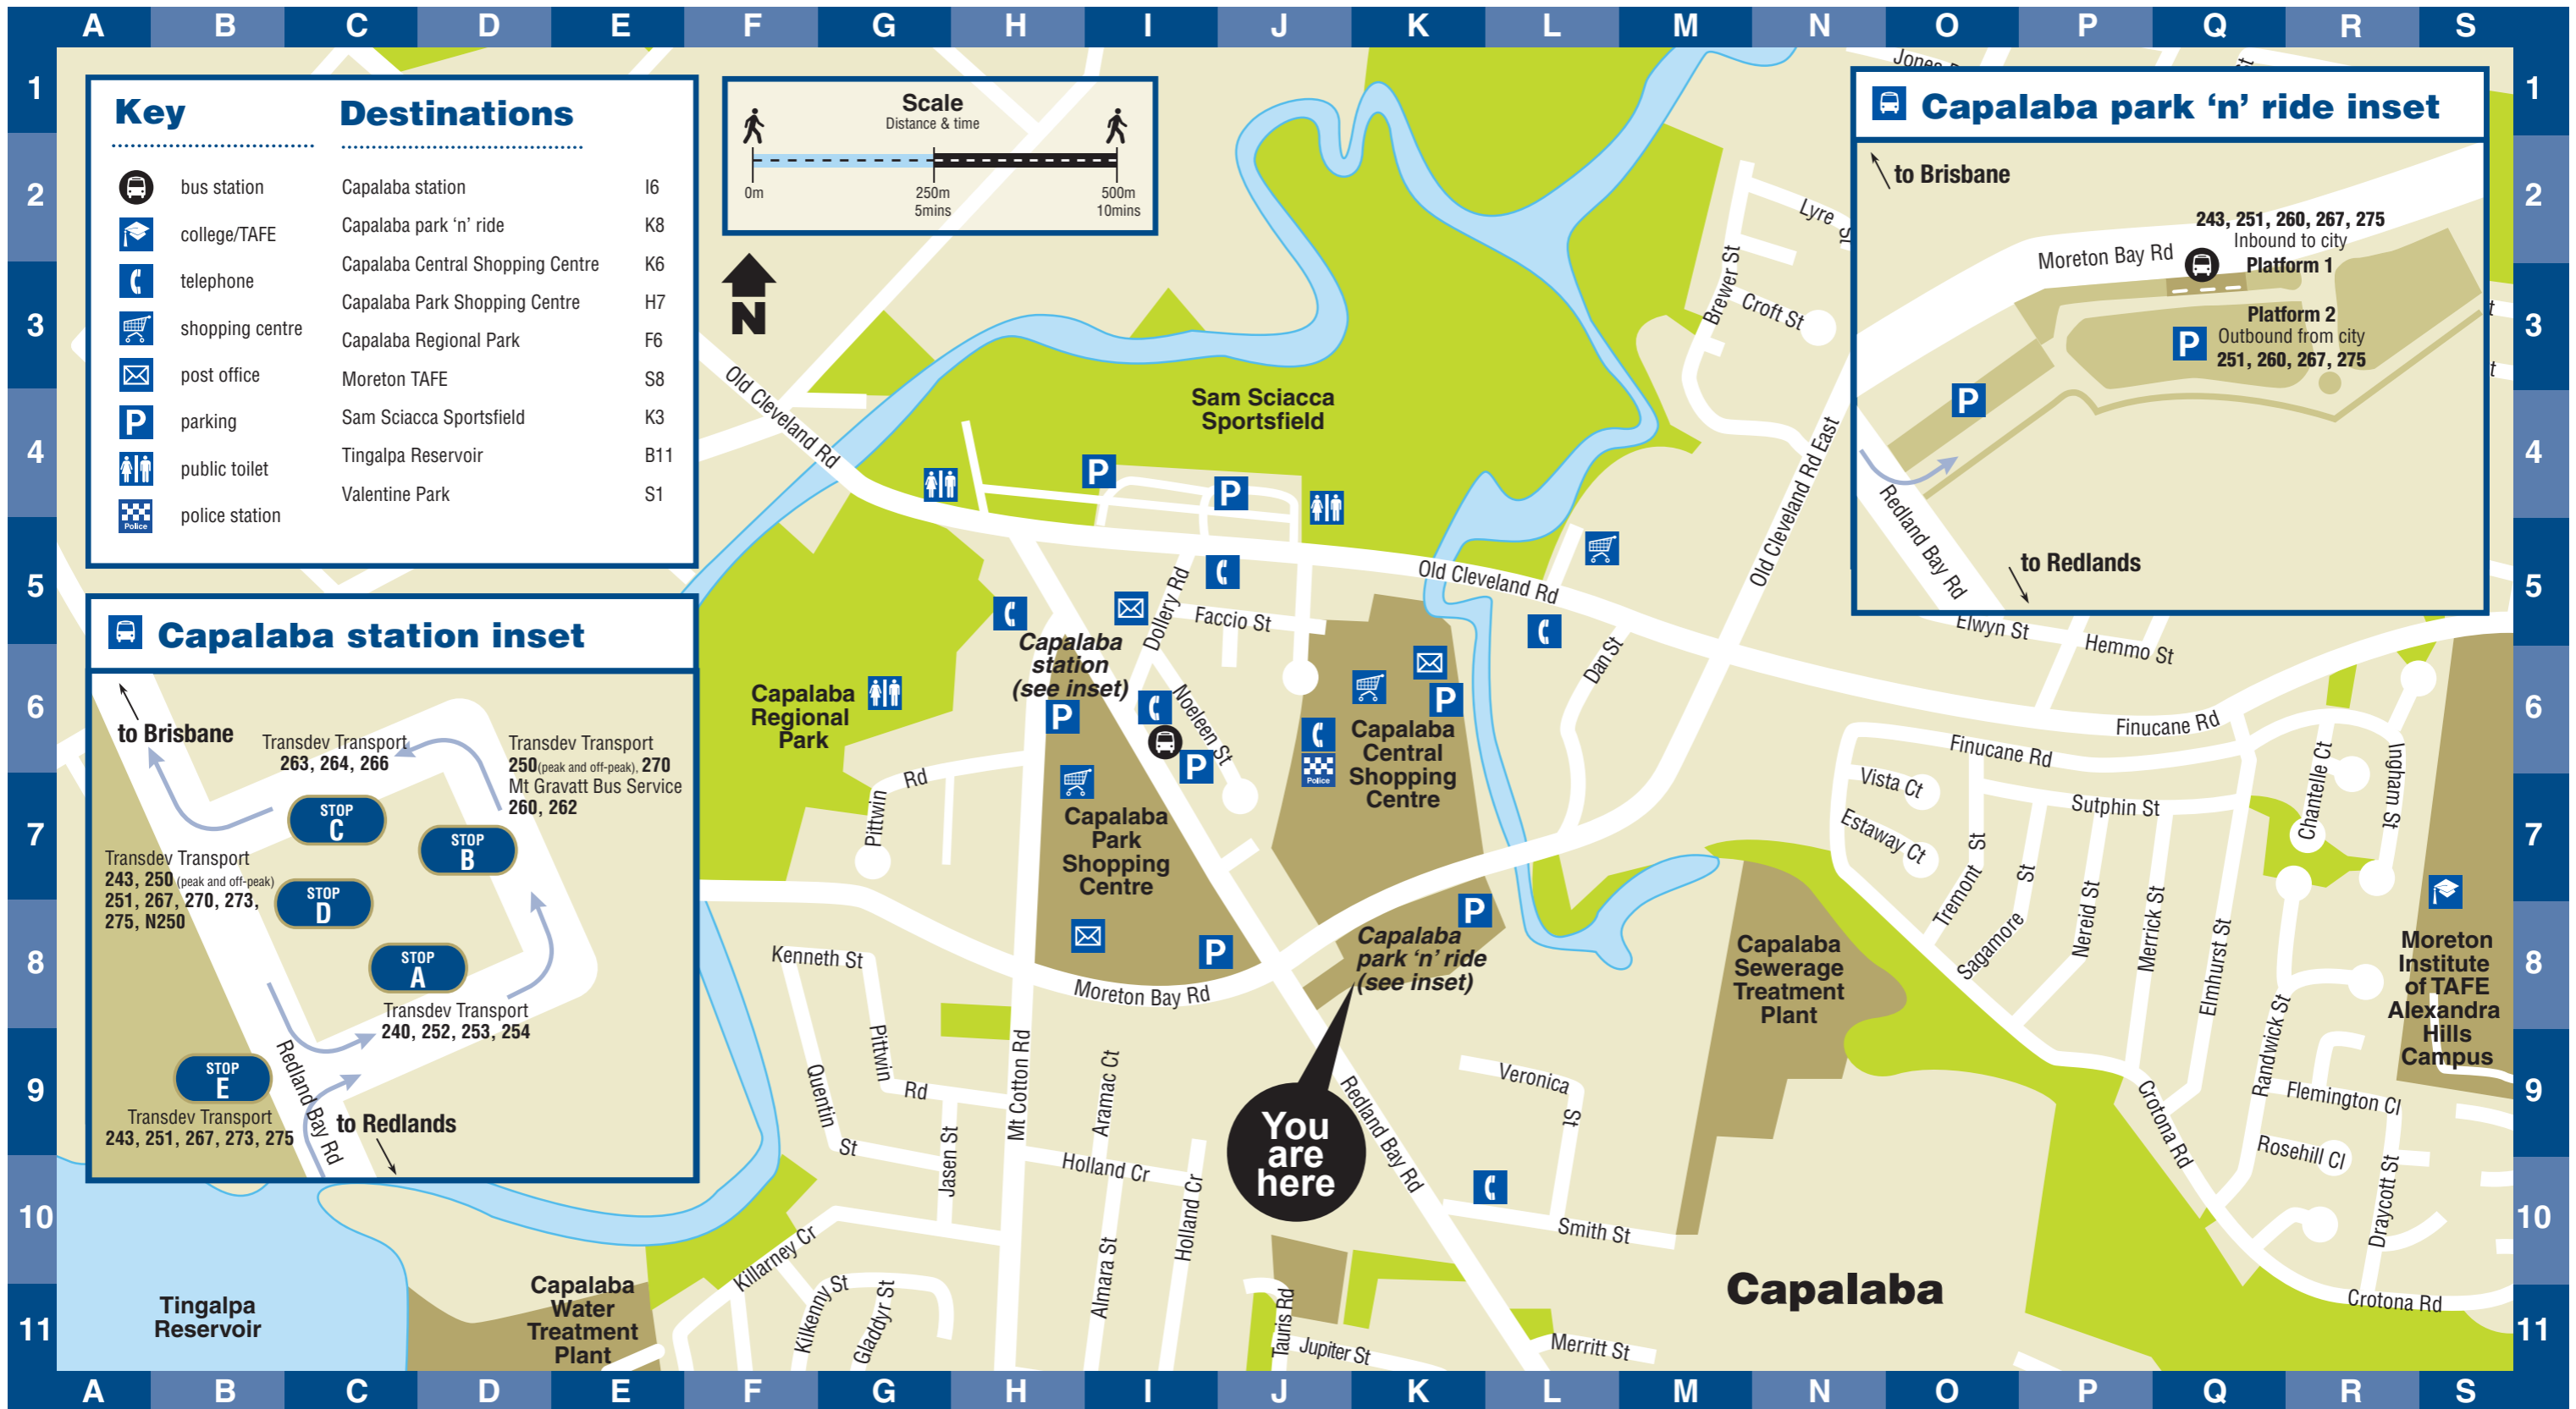 A B C D E F G H I J K L M N O P Q R S
1
2
3
4
5
6
7
8
9
10
11
Key
bus station
college/TAFE
telephone
shopping centre
post office
P parking
public toilet
Police police station
Destinations
Capalaba station I6
Capalaba park ‘n’ ride K8
Capalaba Central Shopping Centre K6
Capalaba Park Shopping Centre H7
Capalaba Regional Park F6
Moreton TAFE S8
Sam Sciacca Sportsfield K3
Tingalpa Reservoir B11
Valentine Park S1
Scale
Distance & time
0m 250m 500m
5mins 10mins
N
Capalaba park ‘n’ ride inset
to Brisbane
243, 251, 260, 267, 275
Inbound to city
Platform 1
Moreton Bay Rd
Platform 2
Outbound from city
251, 260, 267, 275
P
P
Redland Bay Rd
to Redlands
Capalaba station inset
to Brisbane
Transdev Transport
263, 264, 266
Transdev Transport
250(peak and off-peak), 270
Mt Gravatt Bus Service
260, 262
STOP
C
STOP
B
Transdev Transport
243, 250 (peak and off-peak)
251, 267, 270, 273,
275, N250
STOP
D
STOP
A
Transdev Transport
240, 252, 253, 254
STOP
E
Transdev Transport
243, 251, 267, 273, 275
Redland Bay Rd
to Redlands
Lyre
St
Brewer St
Croft St
Old Cleveland Rd
Sam Sciacca
Sportsfield
P
P
Old Cleveland Rd East
Old Cleveland Rd
Dollery Rd
Faccio St
Dan St
Elwyn St
Hemmo St
Capalaba
station
(see inset)
Noeleen St
P
P
P
Capalaba
Regional
Park
Capalaba
Central
Shopping
Centre
Police
Finucane Rd
Finucane Rd
Vista Ct
Estaway Ct
Sutphin St
Chantelle Ct
Ingham St
Pittwin
Rd
Capalaba
Park
Shopping
Centre
P
P
Tremont
St
Sagamore
St
Nereid St
Merrick St
Elmhurst St
Randwick St
Kenneth St
Moreton Bay Rd
Capalaba
park ‘n’ ride
(see inset)
Capalaba
Sewerage
Treatment
Plant
Moreton
Institute
of TAFE
Alexandra
Hills
Campus
Quentin
St
Pittwin
Rd
Jasen St
Mt Cotton Rd
Aramac Ct
Holland Cr
Holland Cr
You
are
here
Redland Bay Rd
Veronica
St
Smith St
Crotona Rd
Flemington Cl
Rosehill Cl
Draycott St
Crotona Rd
Killarney Cr
Kilkenny St
Gladdyr St
Almara St
Tauris Rd
Jupiter St
Merritt St
Capalaba
Tingalpa
Reservoir
Capalaba
Water
Treatment
Plant
1
2
3
4
5
6
7
8
9
10
11
A B C D E F G H I J K L M N O P Q R S